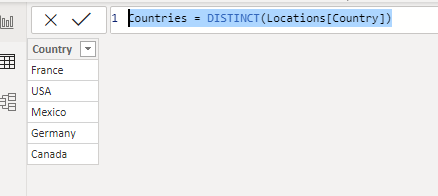 1 Countries = DISTINCT(Locations[Country])
Country
France
USA
Mexico
Germany
Canada